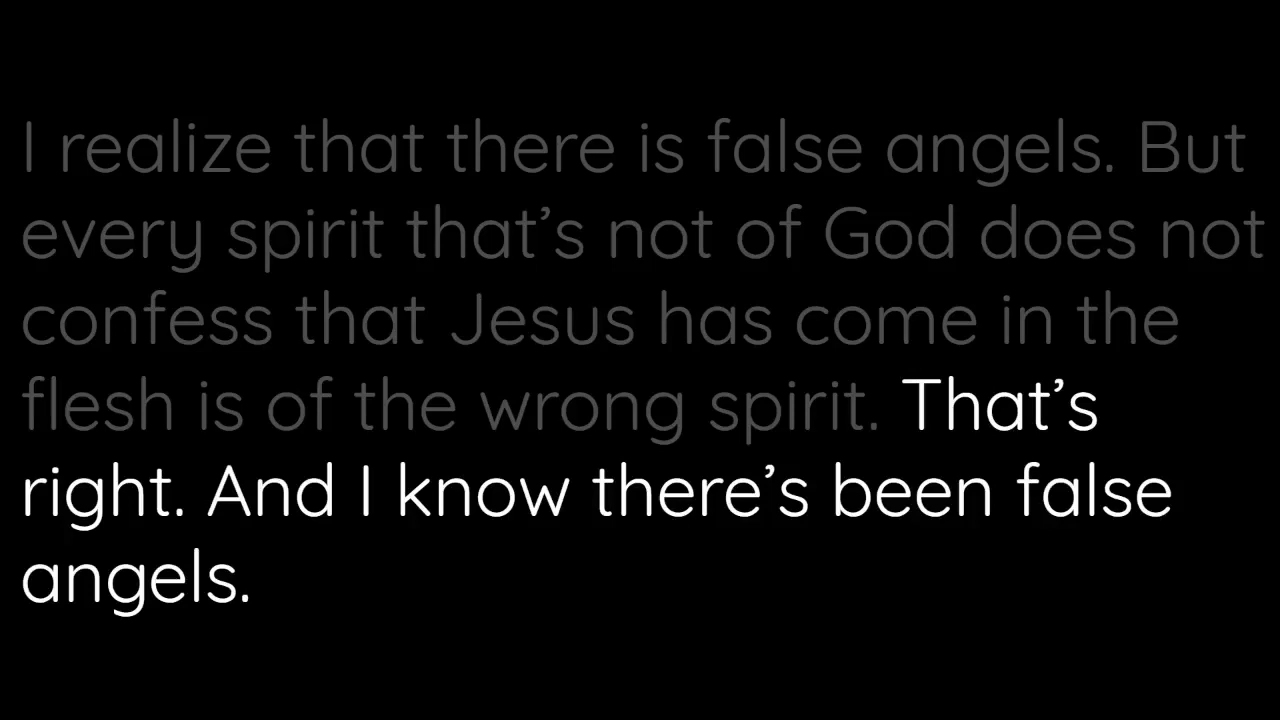 I realize that there is false angels. But
every spirit that’s not of God does not
confess that Jesus has come in the
flesh is of the wrong spirit. That’s
right. And I know there’s been false
angels.